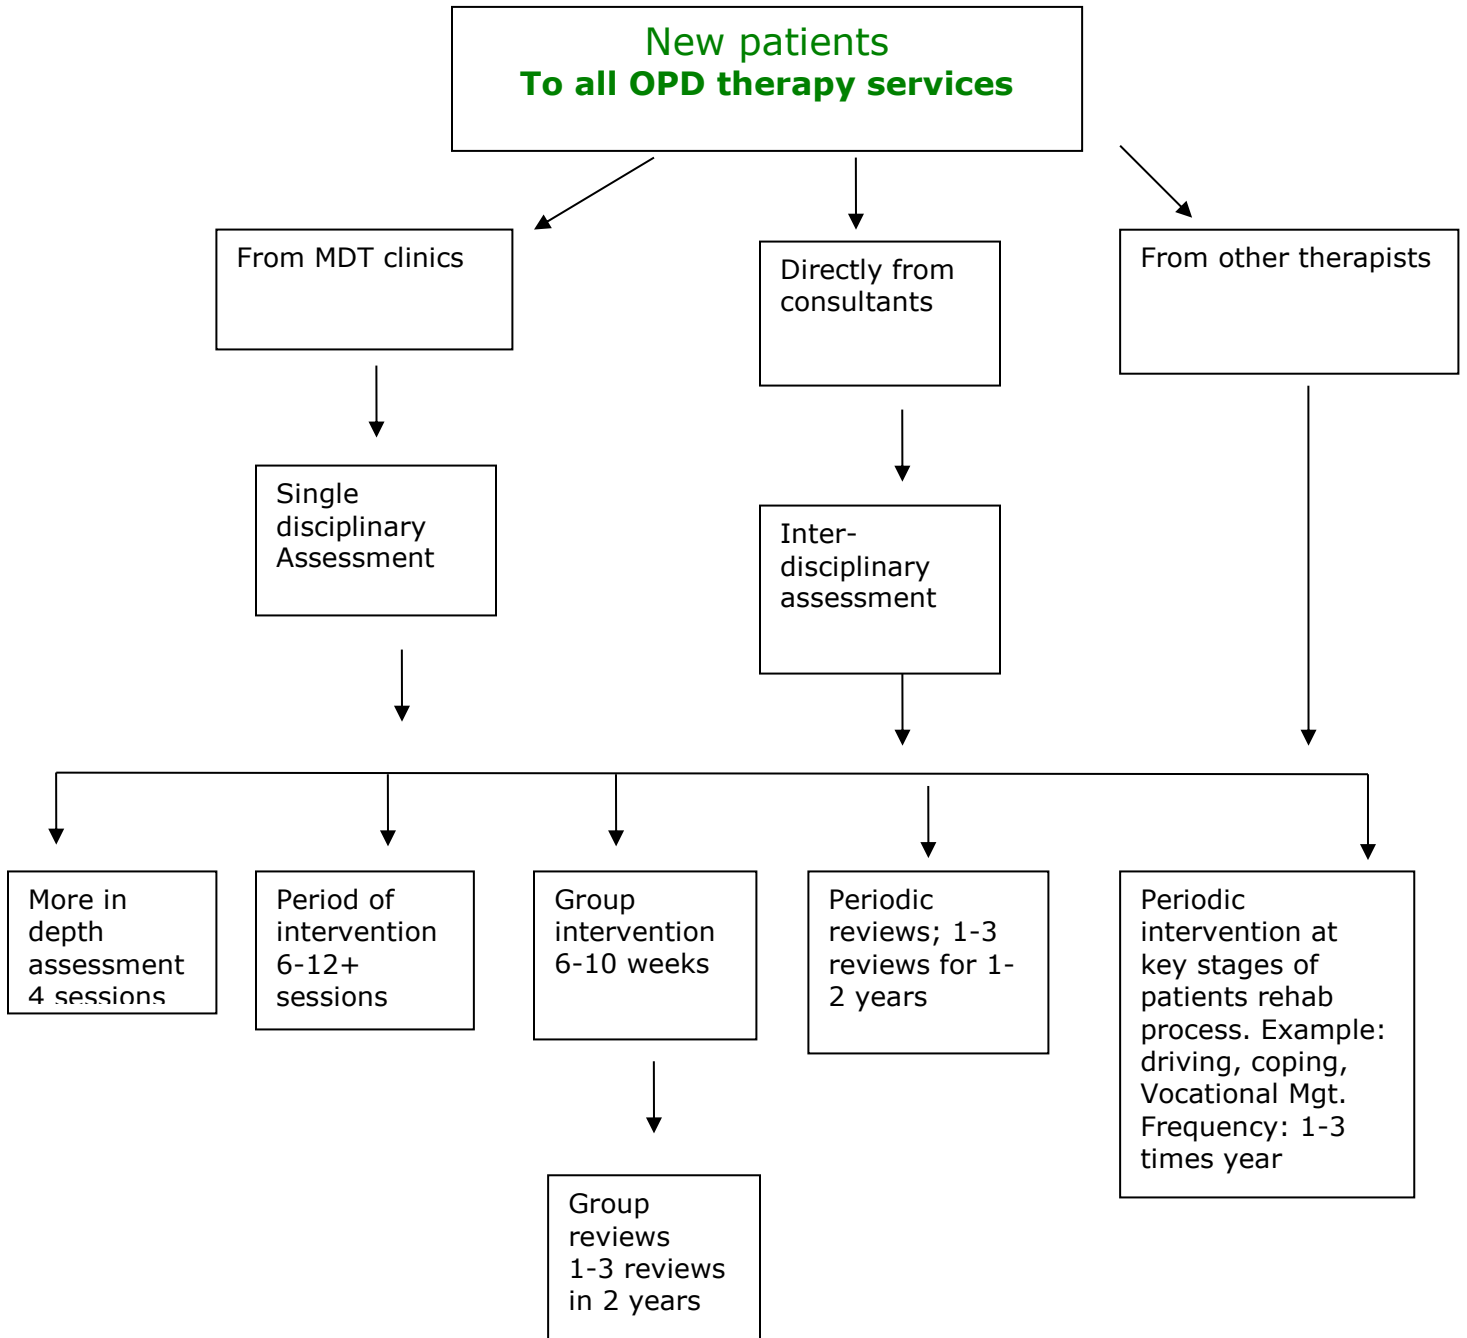 New patients
To all OPD therapy services
From MDT clinics
Directly from
consultants
From other therapists
Single
disciplinary
Assessment
Inter-
disciplinary
assessment
More in
depth
assessment
4 sessions
Period of
intervention
6-12+
sessions
Group
intervention
6-10 weeks
Periodic
reviews; 1-3
reviews for 1-
2 years
Periodic
intervention at
key stages of
patients rehab
process. Example:
driving, coping,
Vocational Mgt.
Frequency: 1-3
times year
Group
reviews
1-3 reviews
in 2 years